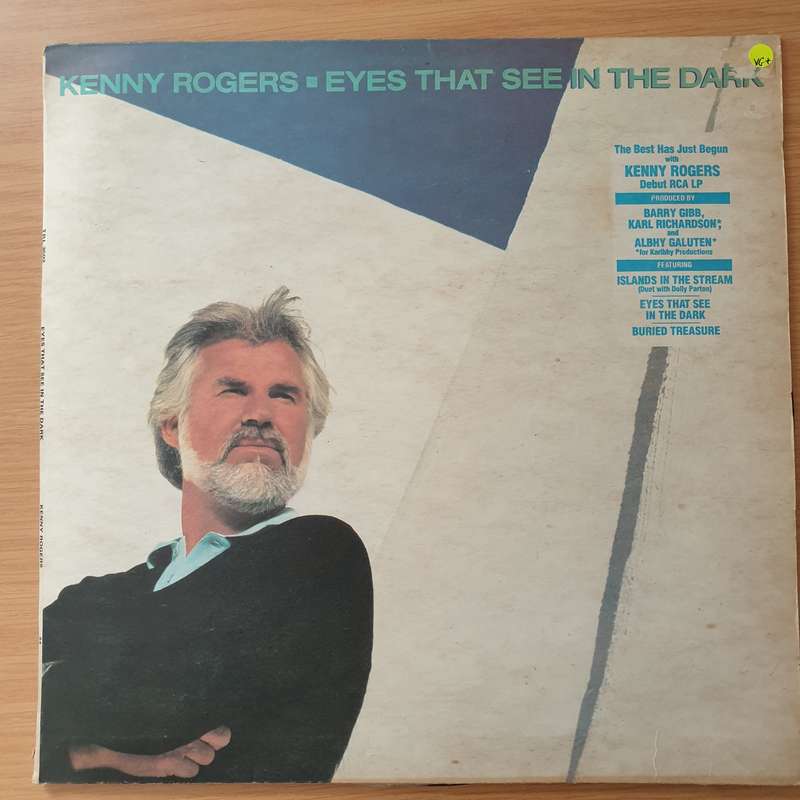 KENNY ROGERS ■ EYES THAT SEE IN THE DARK
VG+
The Best Has Just Begun
with
KENNY ROGERS
Debut RCA LP
PRODUCED BY
BARRY GIBB,
KARL RICHARDSON*,
and
ALBHY GALUTEN*
*for Karlbhy Productions
FEATURING
ISLANDS IN THE STREAM
(Duet with Dolly Parton)
EYES THAT SEE
IN THE DARK
BURIED TREASURE
EYES THAT SEE IN THE DARK
KENNY ROGERS